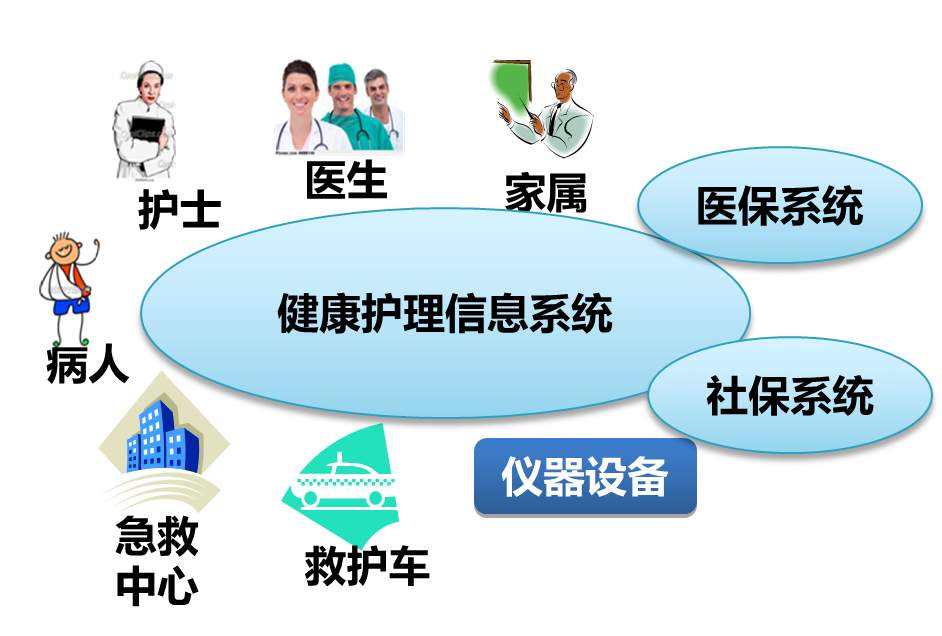 医生
家属
护士
医保系统
健康护理信息系统
病人
社保系统
仪器设备
急救
中心
救护车